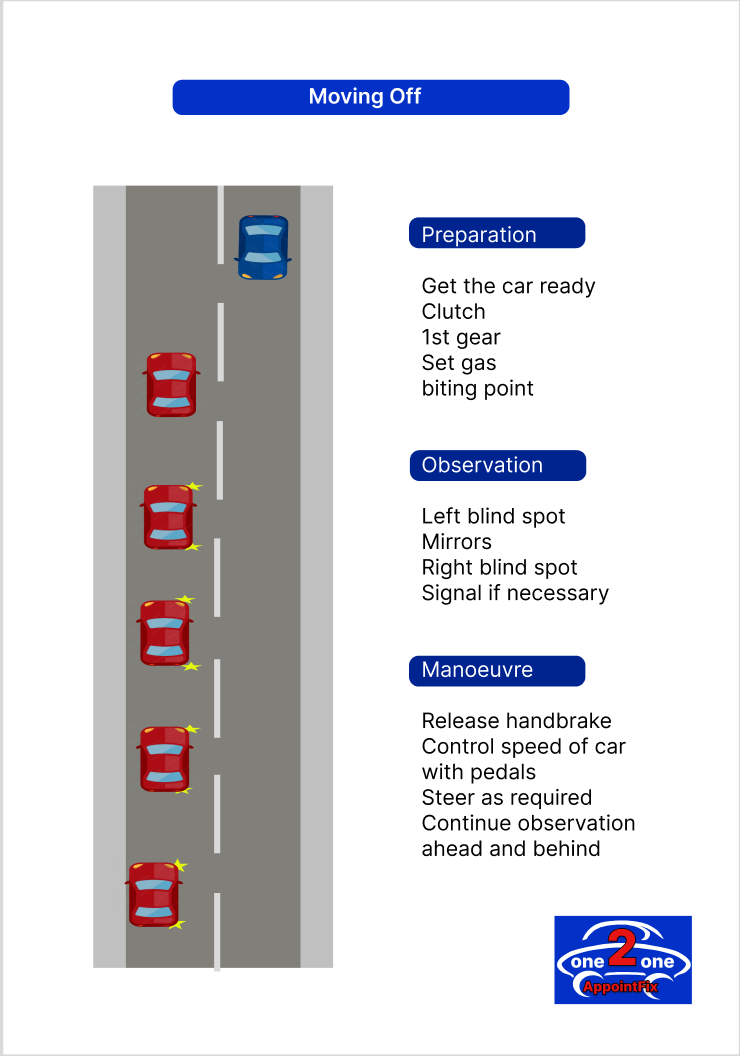 Moving Off
Preparation
Get the car ready
Clutch
1st gear
Set gas
biting point
Observation
Left blind spot
Mirrors
Right blind spot
Signal if necessary
Manoeuvre
Release handbrake
Control speed of car
with pedals
Steer as required
Continue observation
ahead and behind
one 2 one
AppointFix